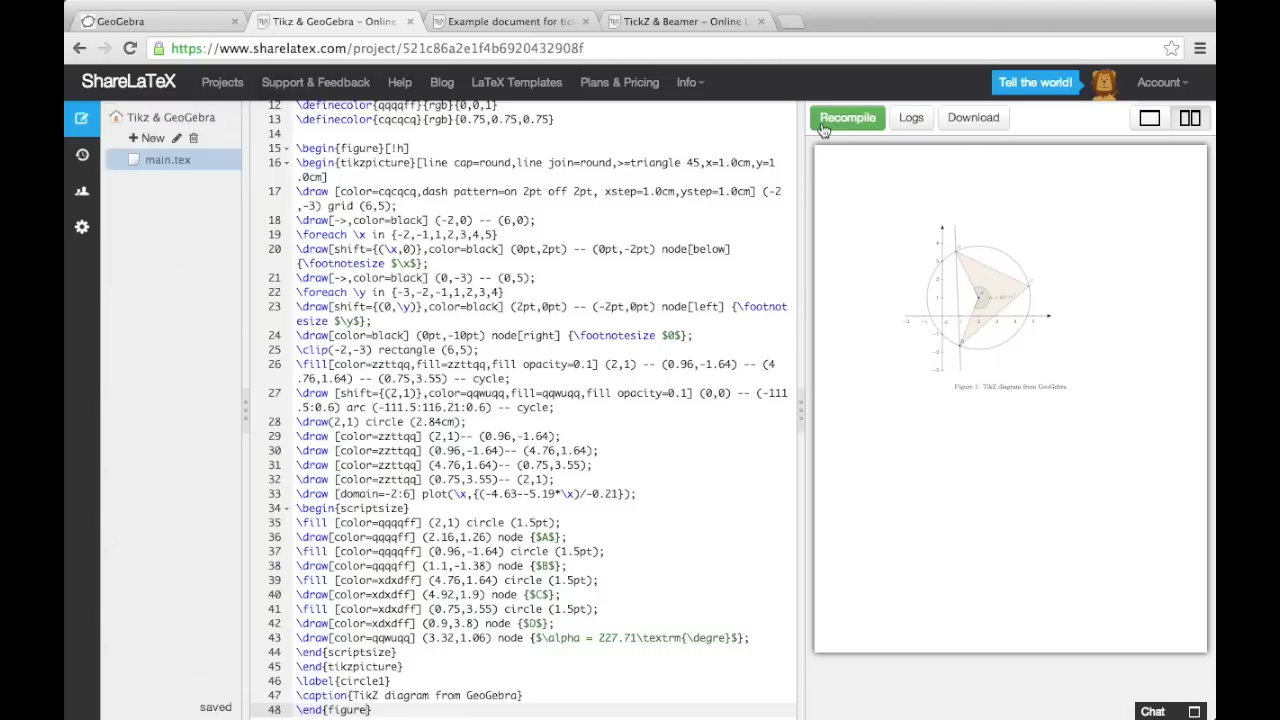 GeoGebra
Tikz & GeoGebra – Online
Example document for tick
TickZ & Beamer – Online L
https://www.sharelatex.com/project/521c86a2e1f4b6920432908f
ShareLaTeX Projects Support & Feedback Help Blog LaTeX Templates Plans & Pricing Info Tell the world! Account
Tikz & GeoGebra
New
main.tex
saved
12 \definecolor{qqqqff}{rgb}{0,0,1}
13 \definecolor{cqcqcq}{rgb}{0.75,0.75,0.75}
14
15 \begin{figure}[!h]
16 \begin{tikzpicture}[line cap=round,line join=round,>=triangle 45,x=1.0cm,y=1
.0cm]
17 \draw [color=cqcqcq,dash pattern=on 2pt off 2pt, xstep=1.0cm,ystep=1.0cm] (-2
,-3) grid (6,5);
18 \draw[->,color=black] (-2,0) -- (6,0);
19 \foreach \x in {-2,-1,1,2,3,4,5}
20 \draw[shift={(\x,0)},color=black] (0pt,2pt) -- (0pt,-2pt) node[below]
{\footnotesize $\x$};
21 \draw[->,color=black] (0,-3) -- (0,5);
22 \foreach \y in {-3,-2,-1,1,2,3,4}
23 \draw[shift={(0,\y)},color=black] (2pt,0pt) -- (-2pt,0pt) node[left] {\footnot
esize $\y$};
24 \draw[color=black] (0pt,-10pt) node[right] {\footnotesize $0$};
25 \clip(-2,-3) rectangle (6,5);
26 \fill[color=zzttqq,fill=zzttqq,fill opacity=0.1] (2,1) -- (0.96,-1.64) -- (4
.76,1.64) -- (0.75,3.55) -- cycle;
27 \draw [shift={(2,1)},color=qqwuqq,fill=qqwuqq,fill opacity=0.1] (0,0) -- (-111
.5:0.6) arc (-111.5:116.21:0.6) -- cycle;
28 \draw(2,1) circle (2.84cm);
29 \draw [color=zzttqq] (2,1)-- (0.96,-1.64);
30 \draw [color=zzttqq] (0.96,-1.64)-- (4.76,1.64);
31 \draw [color=zzttqq] (4.76,1.64)-- (0.75,3.55);
32 \draw [color=zzttqq] (0.75,3.55)-- (2,1);
33 \draw [domain=-2:6] plot(\x,{(-4.63--5.19*\x)/-0.21});
34 \begin{scriptsize}
35 \fill [color=qqqqff] (2,1) circle (1.5pt);
36 \draw[color=qqqqff] (2.16,1.26) node {$A$};
37 \fill [color=qqqqff] (0.96,-1.64) circle (1.5pt);
38 \draw[color=qqqqff] (1.1,-1.38) node {$B$};
39 \fill [color=xdxdff] (4.76,1.64) circle (1.5pt);
40 \draw[color=xdxdff] (4.92,1.9) node {$C$};
41 \fill [color=xdxdff] (0.75,3.55) circle (1.5pt);
42 \draw[color=xdxdff] (0.9,3.8) node {$D$};
43 \draw[color=qqwuqq] (3.32,1.06) node {$\alpha = 227.71\textrm{\degre}$};
44 \end{scriptsize}
45 \end{tikzpicture}
46 \label{circle1}
47 \caption{TikZ diagram from GeoGebra}
48 \end{figure}
Recompile Logs Download
Figure 1: TikZ diagram from GeoGebra
Chat